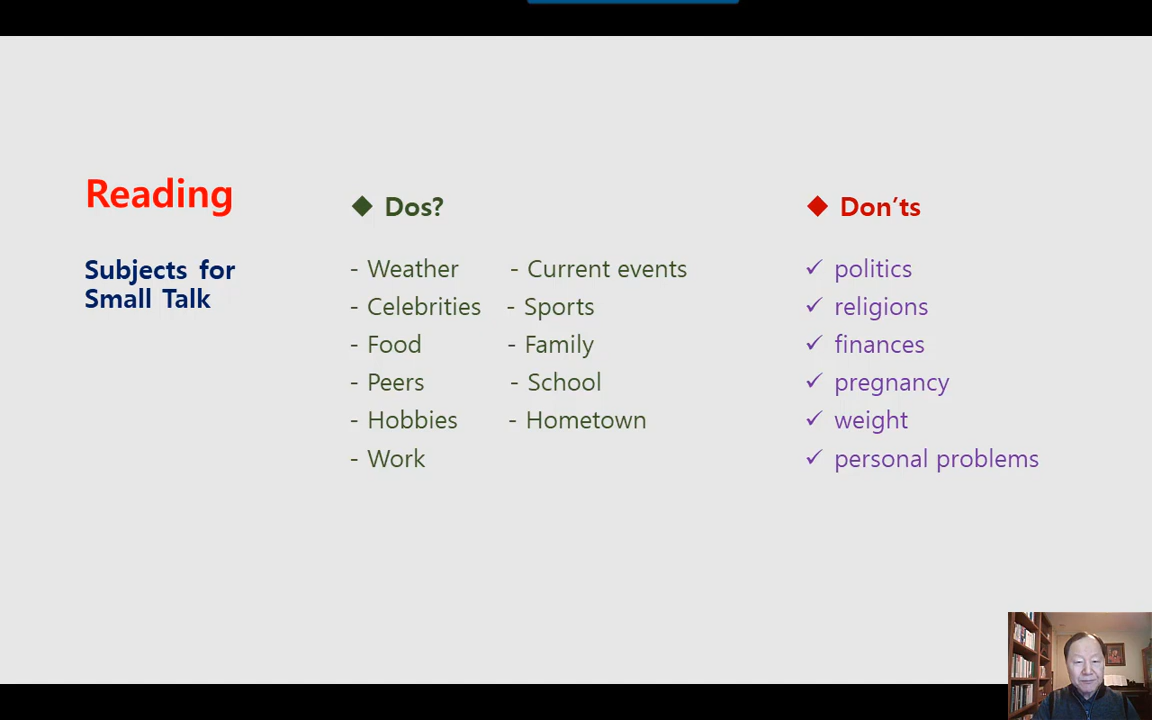 Reading
Subjects for
Small Talk
◆ Dos?
- Weather - Current events
- Celebrities - Sports
- Food - Family
- Peers - School
- Hobbies - Hometown
- Work
◆ Don’ts
✓ politics
✓ religions
✓ finances
✓ pregnancy
✓ weight
✓ personal problems